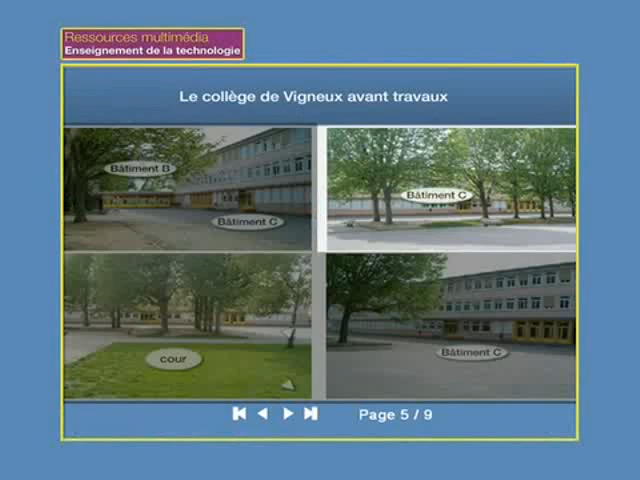 Ressources multimédia
Enseignement de la technologie
Le collège de Vigneux avant travaux
Bâtiment B
Bâtiment C
Bâtiment C
cour
Bâtiment C
Page 5 / 9